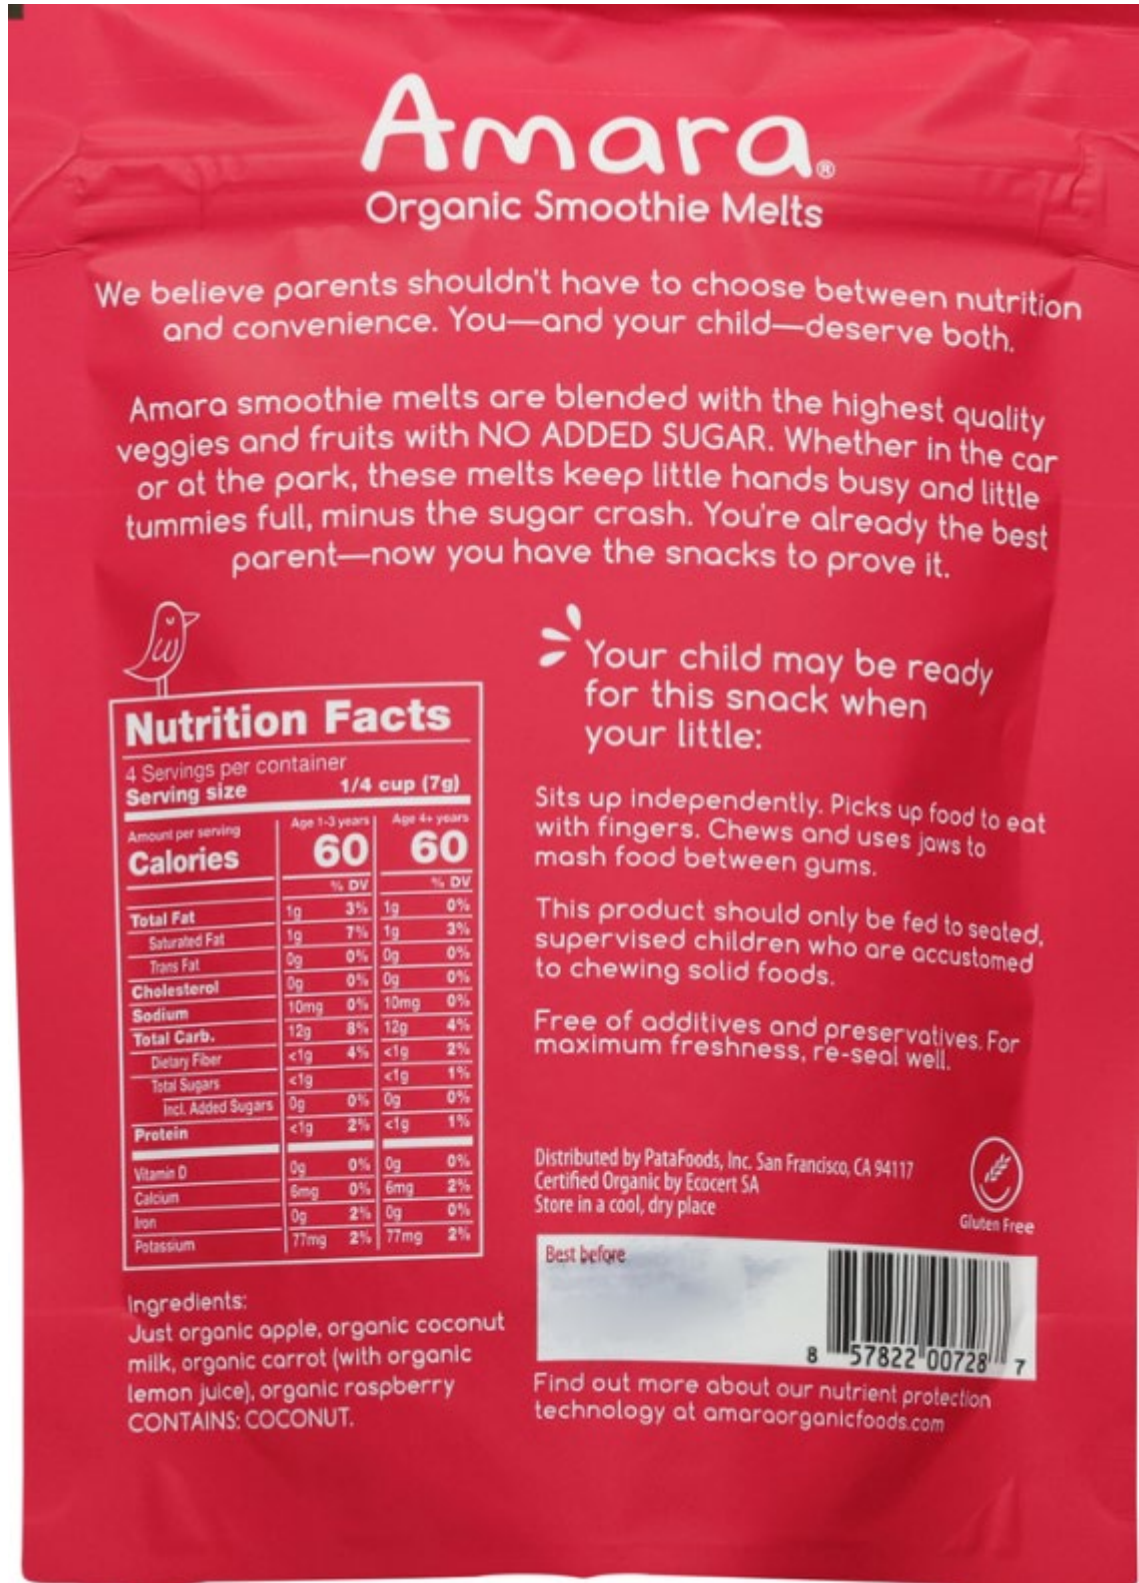 Amara®
Organic Smoothie Melts
We believe parents shouldn't have to choose between nutrition
and convenience. You—and your child—deserve both.
Amara smoothie melts are blended with the highest quality
veggies and fruits with NO ADDED SUGAR. Whether in the car
or at the park, these melts keep little hands busy and little
tummies full, minus the sugar crash. You're already the best
parent—now you have the snacks to prove it.
Nutrition Facts
4 Servings per container
Serving size 1/4 cup (7g)
Amount per serving Age 1-3 years Age 4+ years
Calories 60 60
% DV % DV
Total Fat 1g 3% 1g 0%
Saturated Fat 1g 7% 1g 3%
Trans Fat 0g 0% 0g 0%
Cholesterol 0g 0% 0g 0%
Sodium 10mg 0% 10mg 0%
Total Carb. 12g 8% 12g 4%
Dietary Fiber <1g 4% <1g 2%
Total Sugars <1g <1g 1%
Incl. Added Sugars 0g 0% 0g 0%
Protein <1g 2% <1g 1%
Vitamin D 0g 0% 0g 0%
Calcium 6mg 0% 6mg 2%
Iron 0g 2% 0g 0%
Potassium 77mg 2% 77mg 2%
Ingredients:
Just organic apple, organic coconut
milk, organic carrot (with organic
lemon juice), organic raspberry
CONTAINS: COCONUT.
Your child may be ready
for this snack when
your little:
Sits up independently. Picks up food to eat
with fingers. Chews and uses jaws to
mash food between gums.
This product should only be fed to seated,
supervised children who are accustomed
to chewing solid foods.
Free of additives and preservatives. For
maximum freshness, re-seal well.
Distributed by PataFoods, Inc. San Francisco, CA 94117
Certified Organic by Ecocert SA
Store in a cool, dry place
Gluten Free
Best before
8 57822 00728 7
Find out more about our nutrient protection
technology at amaraorganicfoods.com